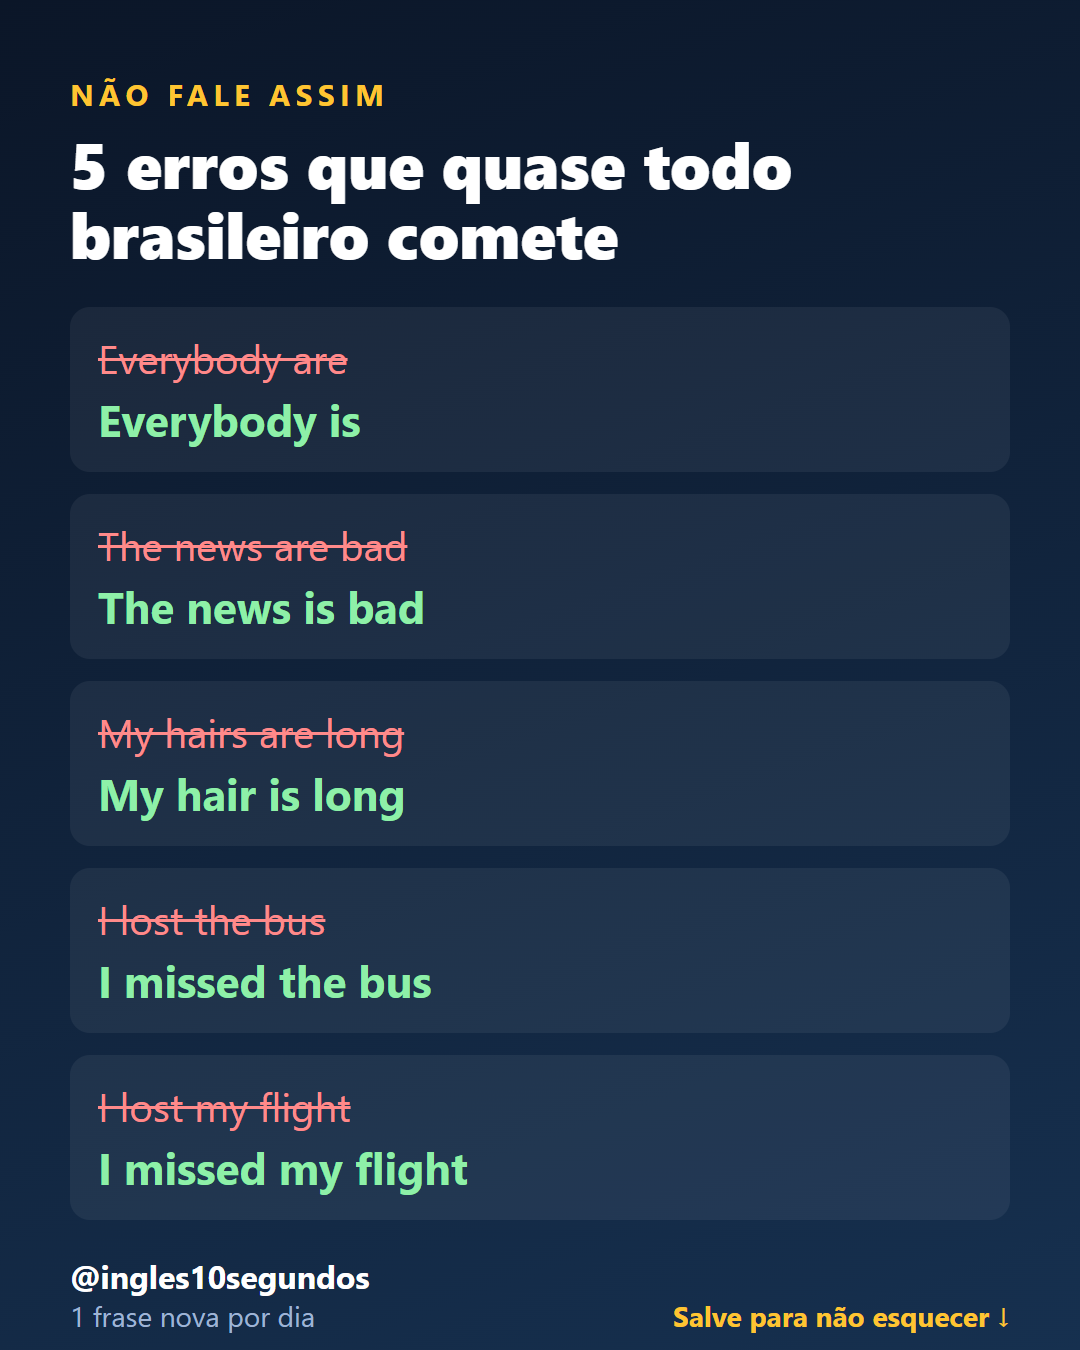 NÃO FALE ASSIM
5 erros que quase todo
brasileiro comete
Everybody are
Everybody is
The news are bad
The news is bad
My hairs are long
My hair is long
I lost the bus
I missed the bus
I lost my flight
I missed my flight
@ingles10segundos
1 frase nova por dia
Salve para não esquecer ↓